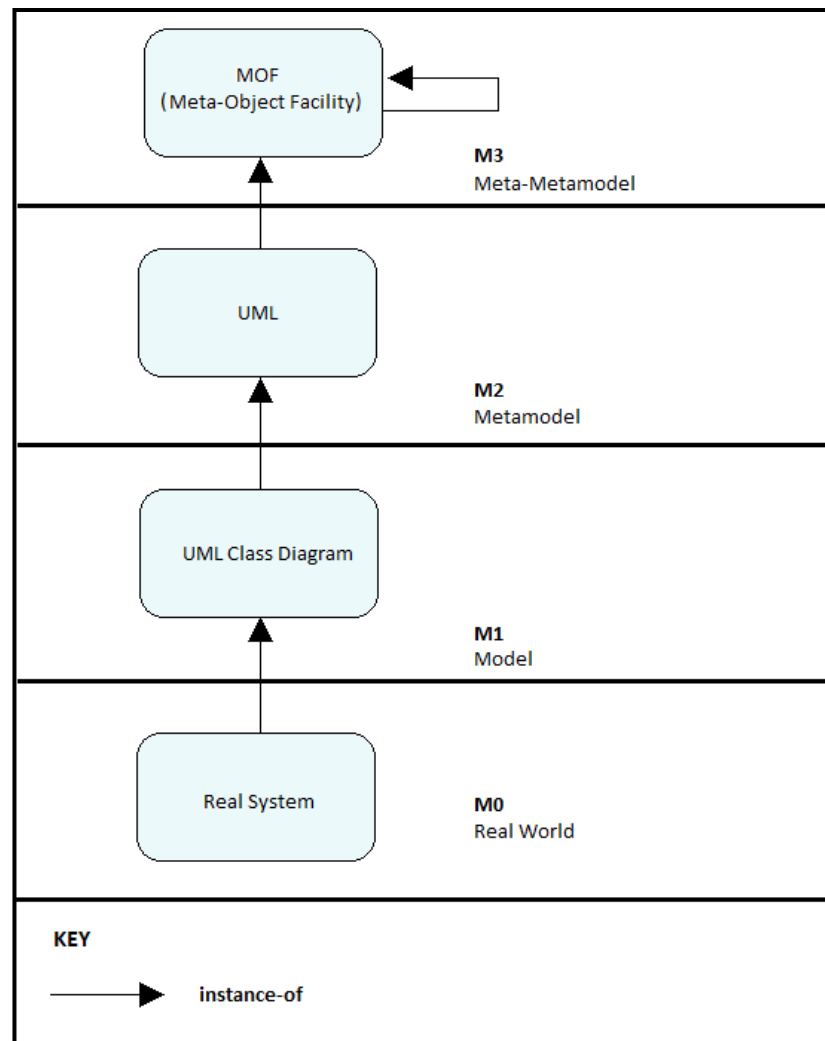 MOF
(Meta-Object Facility)
M3
Meta-Metamodel
UML
M2
Metamodel
UML Class Diagram
M1
Model
Real System
M0
Real World
KEY
instance-of